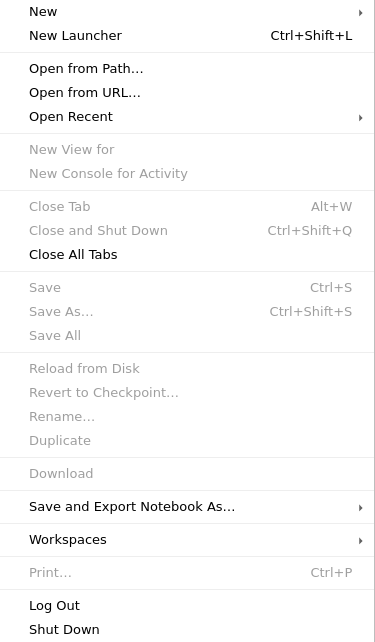 New
New Launcher Ctrl+Shift+L
Open from Path…
Open from URL…
Open Recent
New View for
New Console for Activity
Close Tab Alt+W
Close and Shut Down Ctrl+Shift+Q
Close All Tabs
Save Ctrl+S
Save As… Ctrl+Shift+S
Save All
Reload from Disk
Revert to Checkpoint…
Rename…
Duplicate
Download
Save and Export Notebook As…
Workspaces
Print… Ctrl+P
Log Out
Shut Down